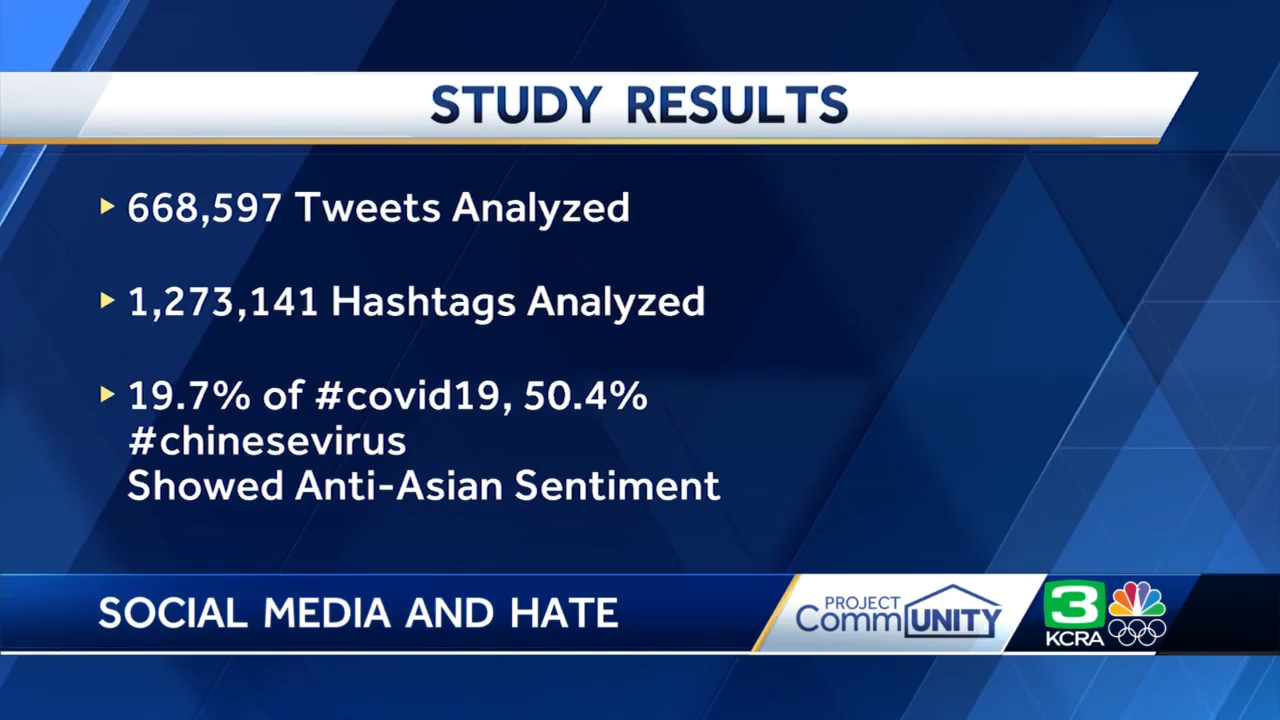 STUDY RESULTS
668,597 Tweets Analyzed
1,273,141 Hashtags Analyzed
19.7% of #covid19, 50.4%
#chinesevirus
Showed Anti-Asian Sentiment
SOCIAL MEDIA AND HATE
PROJECT
CommUNITY
3
KCRA